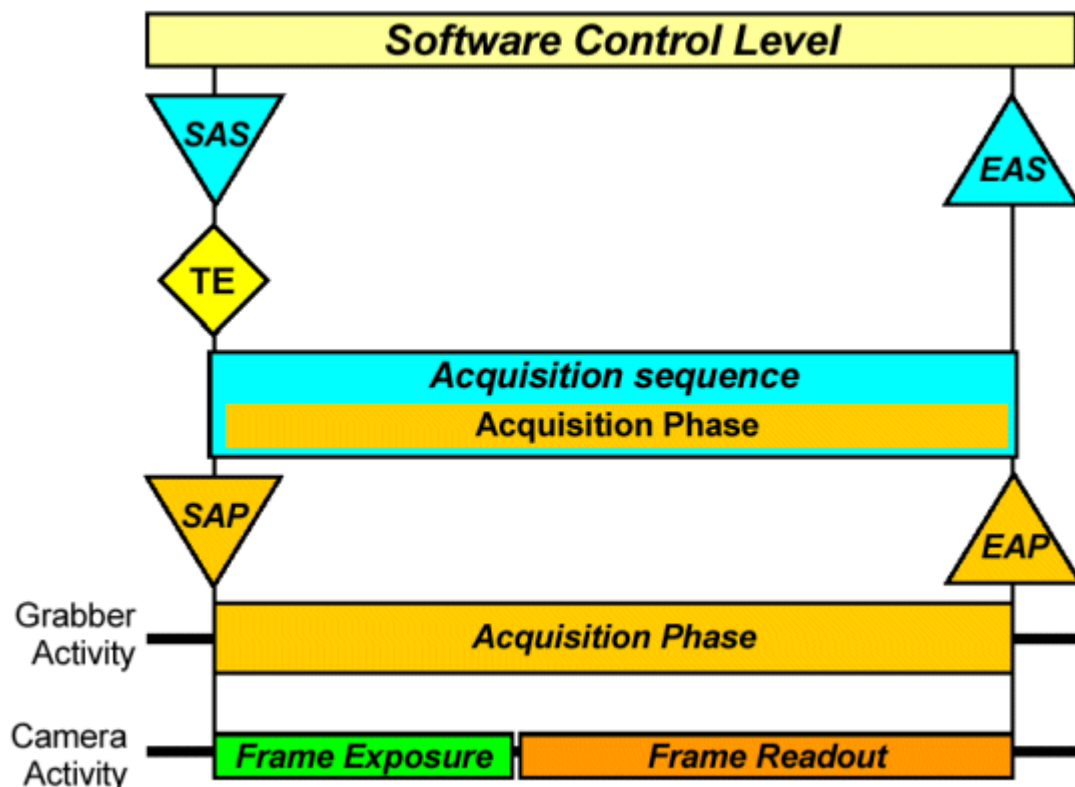 Software Control Level
SAS
EAS
TE
Acquisition sequence
Acquisition Phase
SAP
EAP
Grabber
Activity
Acquisition Phase
Camera
Activity
Frame Exposure
Frame Readout